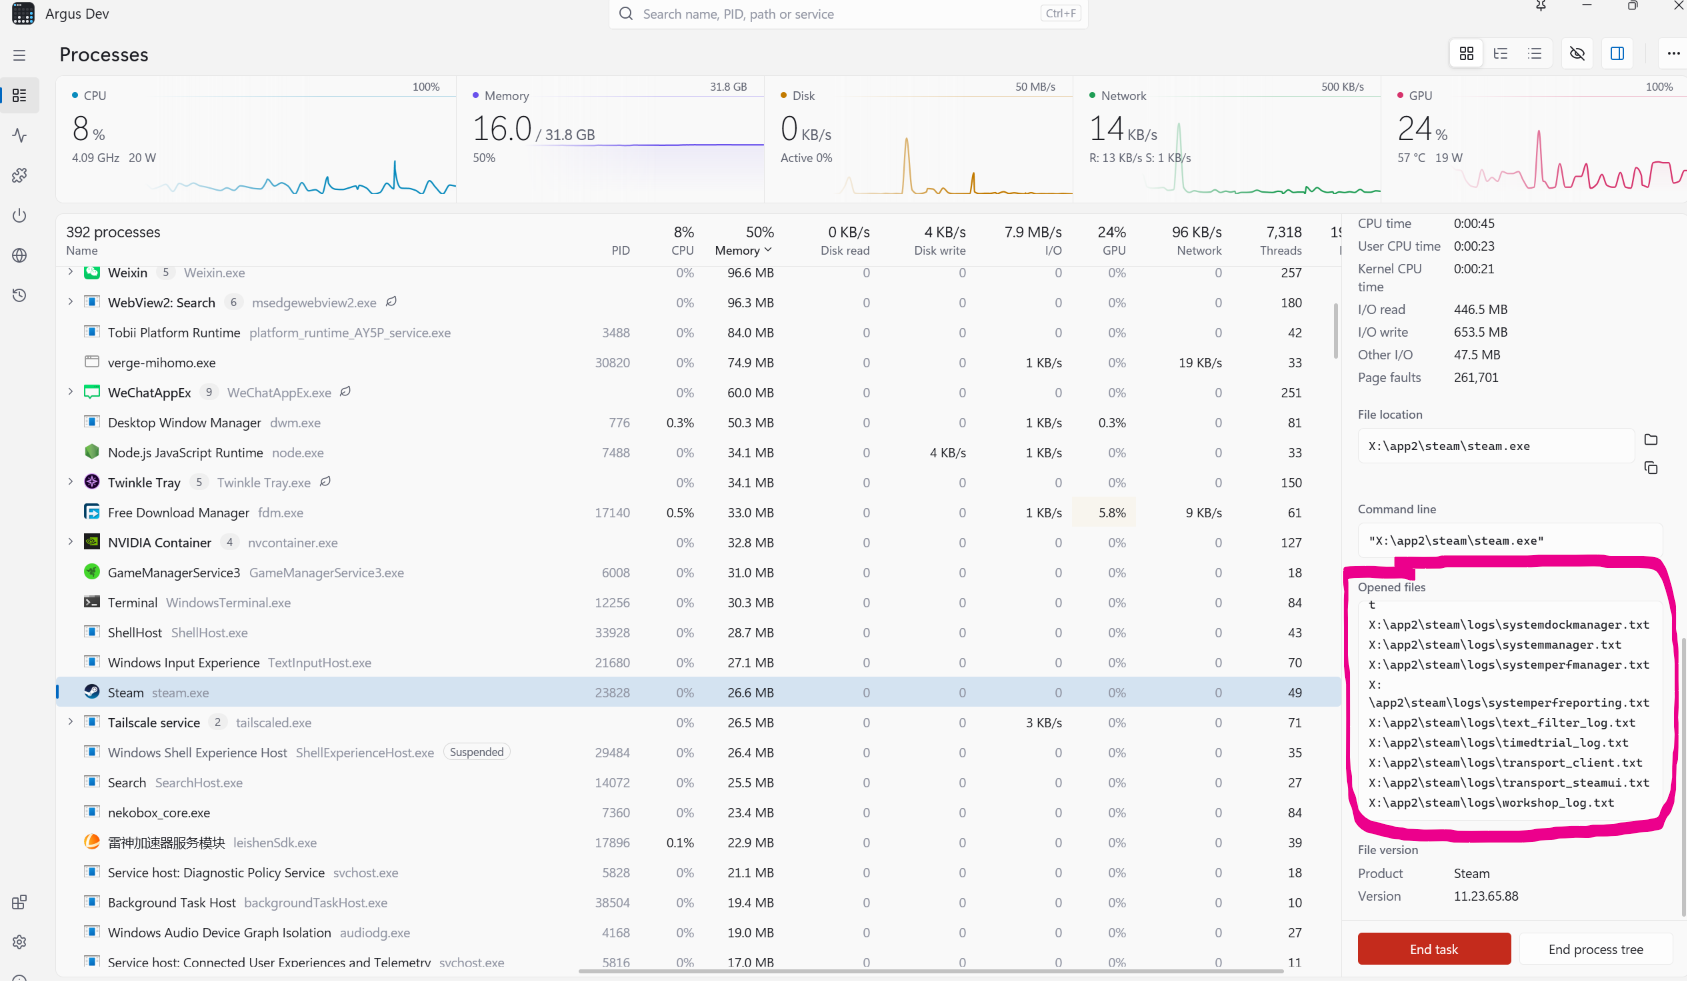 Argus Dev
Search name, PID, path or service
Ctrl+F
Processes
CPU
100%
8 %
4.09 GHz 20 W
Memory
31.8 GB
16.0 / 31.8 GB
50%
Disk
50 MB/s
0 KB/s
Active 0%
Network
500 KB/s
14 KB/s
R: 13 KB/s S: 1 KB/s
GPU
100%
24 %
57 °C 19 W
392 processes 8% 50% 0 KB/s 4 KB/s 7.9 MB/s 24% 96 KB/s 7,318
Name PID CPU Memory Disk read Disk write I/O GPU Network Threads
Weixin 5 Weixin.exe 0% 96.6 MB 0 0 0 0% 0 257
WebView2: Search 6 msedgewebview2.exe 0% 96.3 MB 0 0 0 0% 0 180
Tobii Platform Runtime platform_runtime_AY5P_service.exe 3488 0% 84.0 MB 0 0 0 0% 0 42
verge-mihomo.exe 30820 0% 74.9 MB 0 0 1 KB/s 0% 19 KB/s 33
WeChatAppEx 9 WeChatAppEx.exe 0% 60.0 MB 0 0 0 0% 0 251
Desktop Window Manager dwm.exe 776 0.3% 50.3 MB 0 0 1 KB/s 0.3% 0 81
Node.js JavaScript Runtime node.exe 7488 0% 34.1 MB 0 4 KB/s 1 KB/s 0% 0 33
Twinkle Tray 5 Twinkle Tray.exe 0% 34.1 MB 0 0 0 0% 0 150
Free Download Manager fdm.exe 17140 0.5% 33.0 MB 0 0 1 KB/s 5.8% 9 KB/s 61
NVIDIA Container 4 nvcontainer.exe 0% 32.8 MB 0 0 0 0% 0 127
GameManagerService3 GameManagerService3.exe 6008 0% 31.0 MB 0 0 0 0% 0 18
Terminal WindowsTerminal.exe 12256 0% 30.3 MB 0 0 0 0% 0 84
ShellHost ShellHost.exe 33928 0% 28.7 MB 0 0 0 0% 0 43
Windows Input Experience TextInputHost.exe 21680 0% 27.1 MB 0 0 0 0% 0 70
Steam steam.exe 23828 0% 26.6 MB 0 0 0 0% 0 49
Tailscale service 2 tailscaled.exe 0% 26.5 MB 0 0 3 KB/s 0% 0 71
Windows Shell Experience Host ShellExperienceHost.exe Suspended 29484 0% 26.4 MB 0 0 0 0% 0 35
Search SearchHost.exe 14072 0% 25.5 MB 0 0 0 0% 0 27
nekobox_core.exe 7360 0% 23.4 MB 0 0 0 0% 0 84
雷神加速器服务模块 leishenSdk.exe 17896 0.1% 22.9 MB 0 0 0 0% 0 39
Service host: Diagnostic Policy Service svchost.exe 5828 0% 21.1 MB 0 0 0 0% 0 18
Background Task Host backgroundTaskHost.exe 38504 0% 19.4 MB 0 0 0 0% 0 10
Windows Audio Device Graph Isolation audiodg.exe 4168 0% 19.0 MB 0 0 0 0% 0 27
Service host: Connected User Experiences and Telemetry svchost.exe 5816 0% 17.0 MB 0 0 0 0% 0 11
CPU time 0:00:45
User CPU time 0:00:23
Kernel CPU 0:00:21
time
I/O read 446.5 MB
I/O write 653.5 MB
Other I/O 47.5 MB
Page faults 261,701
File location
X:\app2\steam\steam.exe
Command line
"X:\app2\steam\steam.exe"
Opened files
t
X:\app2\steam\logs\systemdockmanager.txt
X:\app2\steam\logs\systemmanager.txt
X:\app2\steam\logs\systemperfmanager.txt
X:
\app2\steam\logs\systemperfreporting.txt
X:\app2\steam\logs\text_filter_log.txt
X:\app2\steam\logs\timedtrial_log.txt
X:\app2\steam\logs\transport_client.txt
X:\app2\steam\logs\transport_steamui.txt
X:\app2\steam\logs\workshop_log.txt
File version
Product Steam
Version 11.23.65.88
End task
End process tree